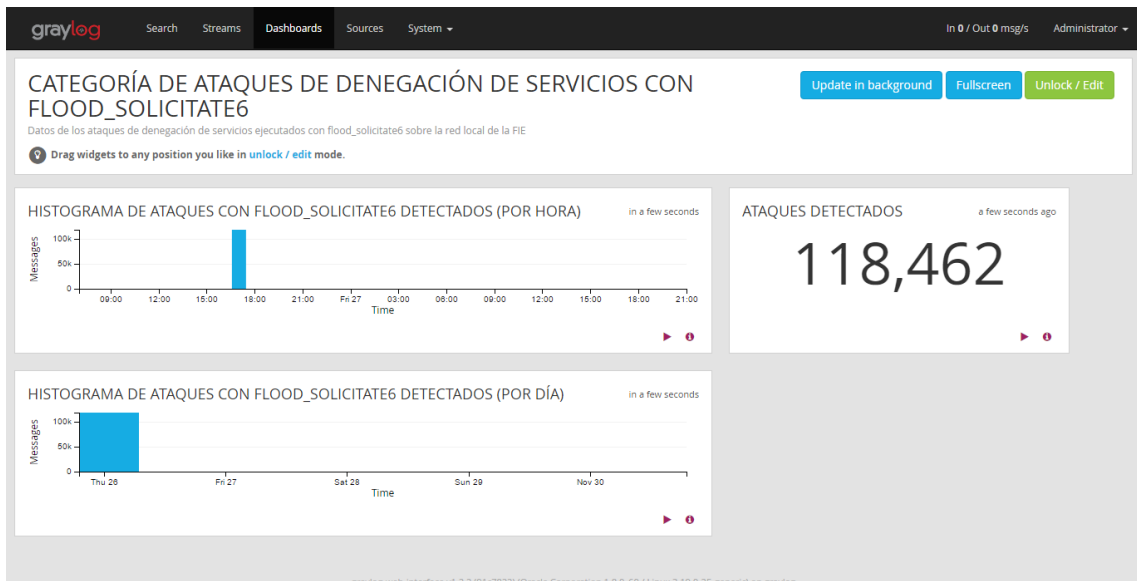 graylog
Search Streams Dashboards Sources System
In 0 / Out 0 msg/s Administrator
CATEGORÍA DE ATAQUES DE DENEGACIÓN DE SERVICIOS CON
FLOOD_SOLICITATE6
Update in background Fullscreen Unlock / Edit
Datos de los ataques de denegación de servicios ejecutados con flood_solicitate6 sobre la red local de la FIE
Drag widgets to any position you like in unlock / edit mode.
HISTOGRAMA DE ATAQUES CON FLOOD_SOLICITATE6 DETECTADOS (POR HORA) in a few seconds
Messages
100k
50k
0
09:00 12:00 15:00 18:00 21:00 Fri 27 03:00 06:00 09:00 12:00 15:00 18:00 21:00
Time
ATAQUES DETECTADOS a few seconds ago
118,462
HISTOGRAMA DE ATAQUES CON FLOOD_SOLICITATE6 DETECTADOS (POR DÍA) in a few seconds
Messages
100k
50k
0
Thu 26 Fri 27 Sat 28 Sun 29 Nov 30
Time